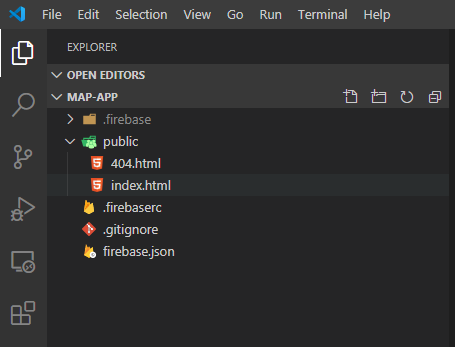 File Edit Selection View Go Run Terminal Help
EXPLORER
OPEN EDITORS
MAP-APP
.firebase
public
404.html
index.html
.firebaserc
.gitignore
firebase.json